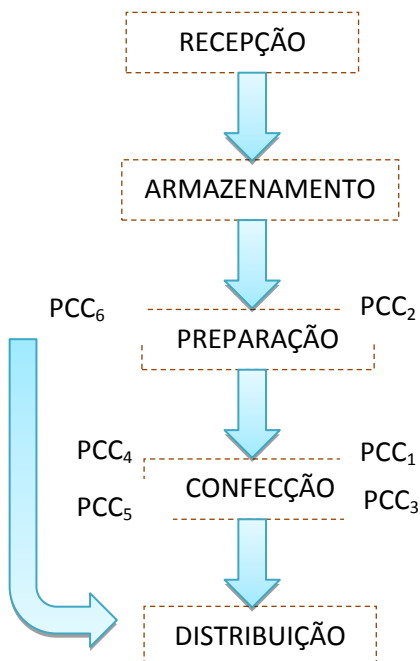 RECEPÇÃO
ARMAZENAMENTO
PCC₆
PCC₂
PREPARAÇÃO
PCC₄
PCC₁
CONFECÇÃO
PCC₅
PCC₃
DISTRIBUIÇÃO